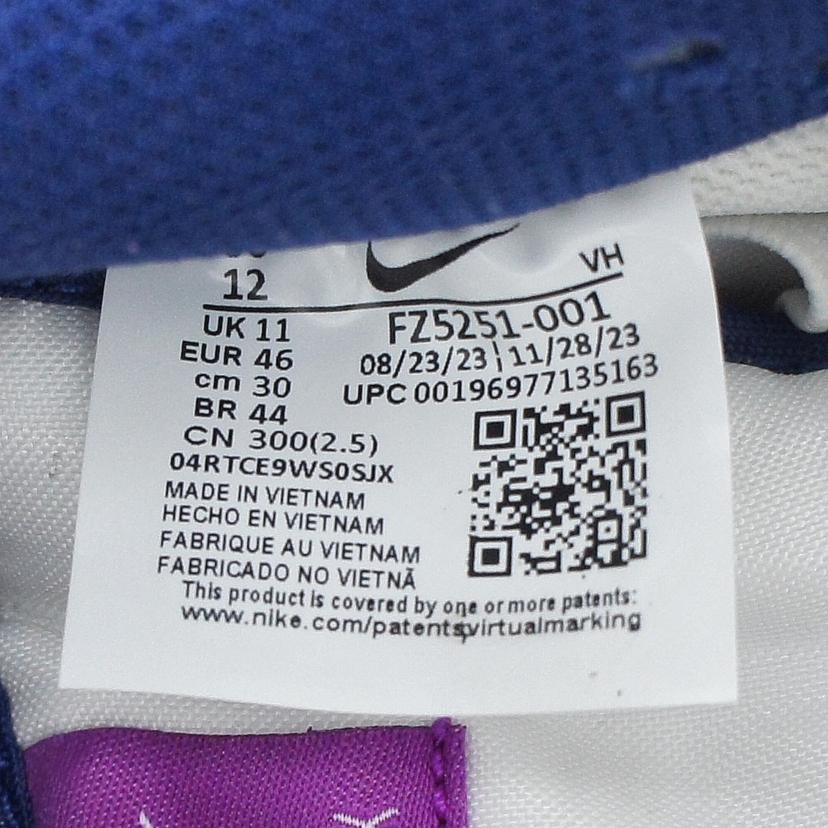 12
VH
UK 11
EUR 46
cm 30
BR 44
CN 300(2.5)
04RTCE9WS0SJX
FZ5251-001
08/23/23 | 11/28/23
UPC 00196977135163
MADE IN VIETNAM
HECHO EN VIETNAM
FABRIQUE AU VIETNAM
FABRICADO NO VIETNÃ
This product is covered by one or more patents:
www.nike.com/patentsvirtualmarking